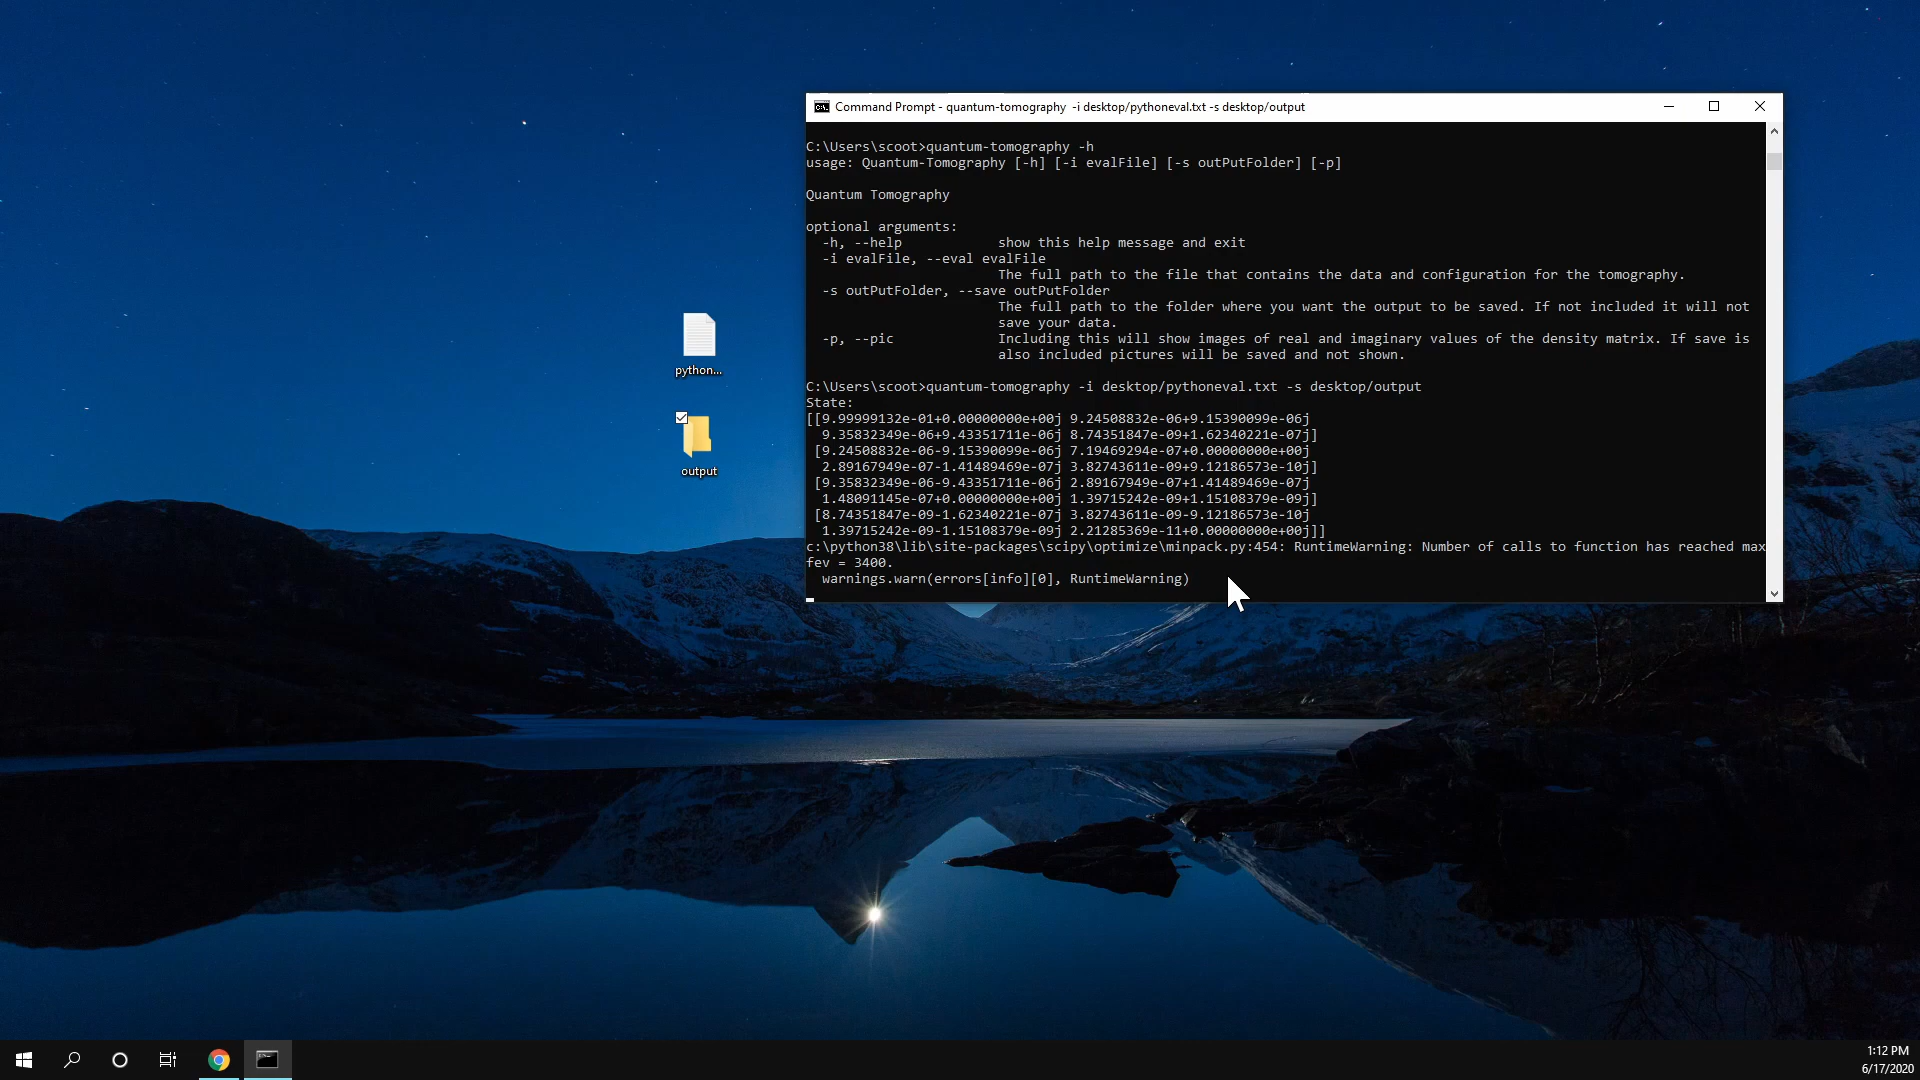 Command Prompt - quantum-tomography  -i desktop/pythoneval.txt -s desktop/output
C:\Users\scoot>quantum-tomography -h
usage: Quantum-Tomography [-h] [-i evalFile] [-s outPutFolder] [-p]
Quantum Tomography
optional arguments:
-h, --help            show this help message and exit
-i evalFile, --eval evalFile
The full path to the file that contains the data and configuration for the tomography.
-s outPutFolder, --save outPutFolder
The full path to the folder where you want the output to be saved. If not included it will not
save your data.
-p, --pic             Including this will show images of real and imaginary values of the density matrix. If save is
also included pictures will be saved and not shown.
C:\Users\scoot>quantum-tomography -i desktop/pythoneval.txt -s desktop/output
State:
[[9.99999132e-01+0.00000000e+00j 9.24508832e-06+9.15390099e-06j
9.35832349e-06+9.43351711e-06j 8.74351847e-09+1.62340221e-07j]
[9.24508832e-06-9.15390099e-06j 7.19469294e-07+0.00000000e+00j
2.89167949e-07-1.41489469e-07j 3.82743611e-09+9.12186573e-10j]
[9.35832349e-06-9.43351711e-06j 2.89167949e-07+1.41489469e-07j
1.48091145e-07+0.00000000e+00j 1.39715242e-09+1.15108379e-09j]
[8.74351847e-09-1.62340221e-07j 3.82743611e-09-9.12186573e-10j
1.39715242e-09-1.15108379e-09j 2.21285369e-11+0.00000000e+00j]]
c:\python38\lib\site-packages\scipy\optimize\minpack.py:454: RuntimeWarning: Number of calls to function has reached max
fev = 3400.
warnings.warn(errors[info][0], RuntimeWarning)
python...
output
1:12 PM
6/17/2020